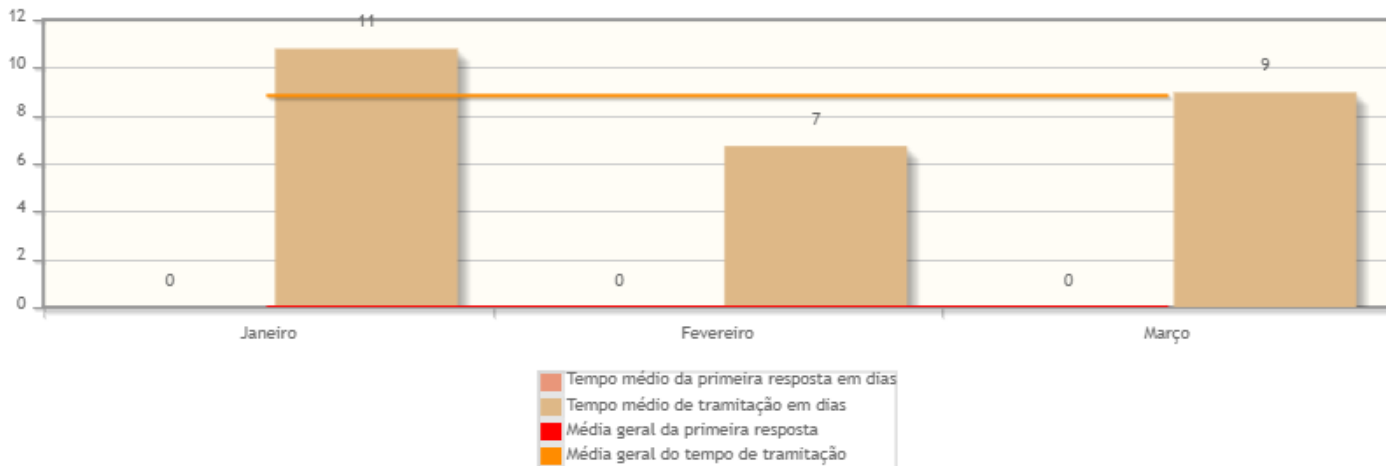 12
11
10
9
8
7
6
4
2
0
0
0
0
Janeiro
Fevereiro
Março
Tempo médio da primeira resposta em dias
Tempo médio de tramitação em dias
Média geral da primeira resposta
Média geral do tempo de tramitação